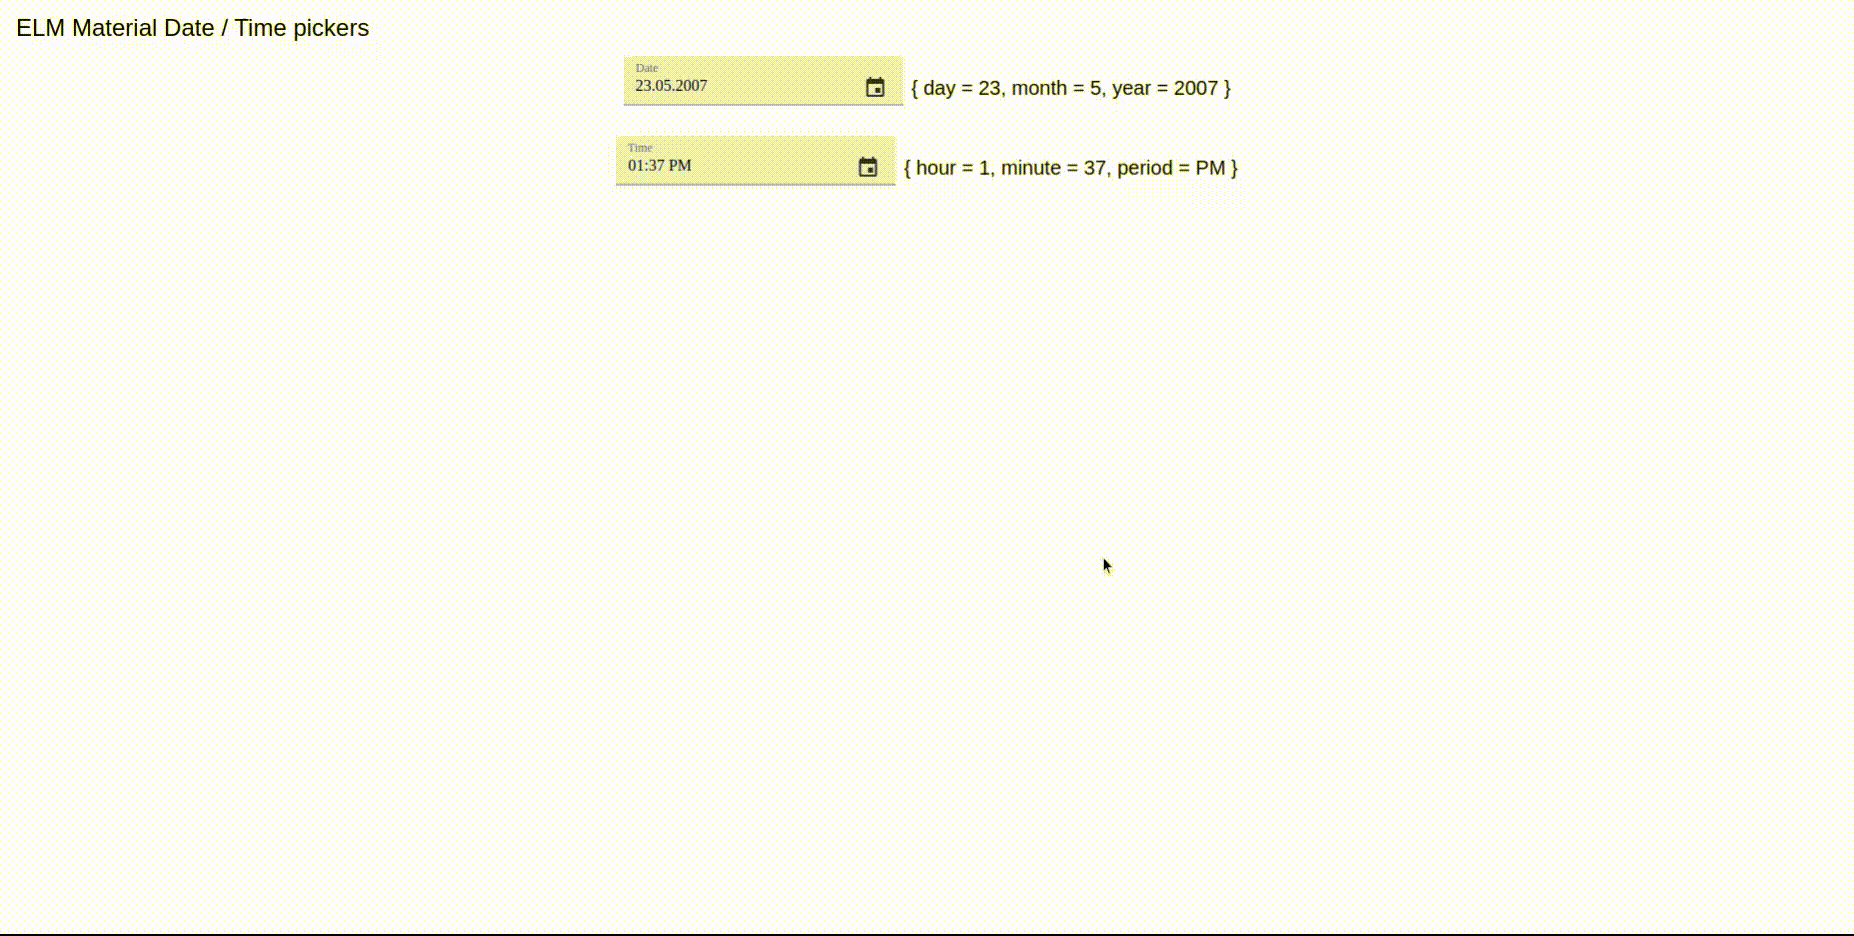 ELM Material Date / Time pickers
Date
23.05.2007
{ day = 23, month = 5, year = 2007 }
Time
01:37 PM
{ hour = 1, minute = 37, period = PM }